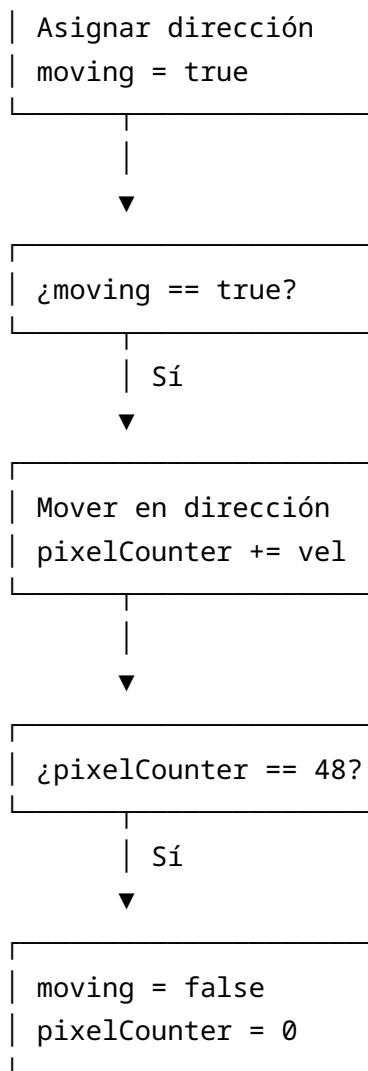 Asignar dirección
moving = true
¿moving == true?
Sí
Mover en dirección
pixelCounter += vel
¿pixelCounter == 48?
Sí
moving = false
pixelCounter = 0